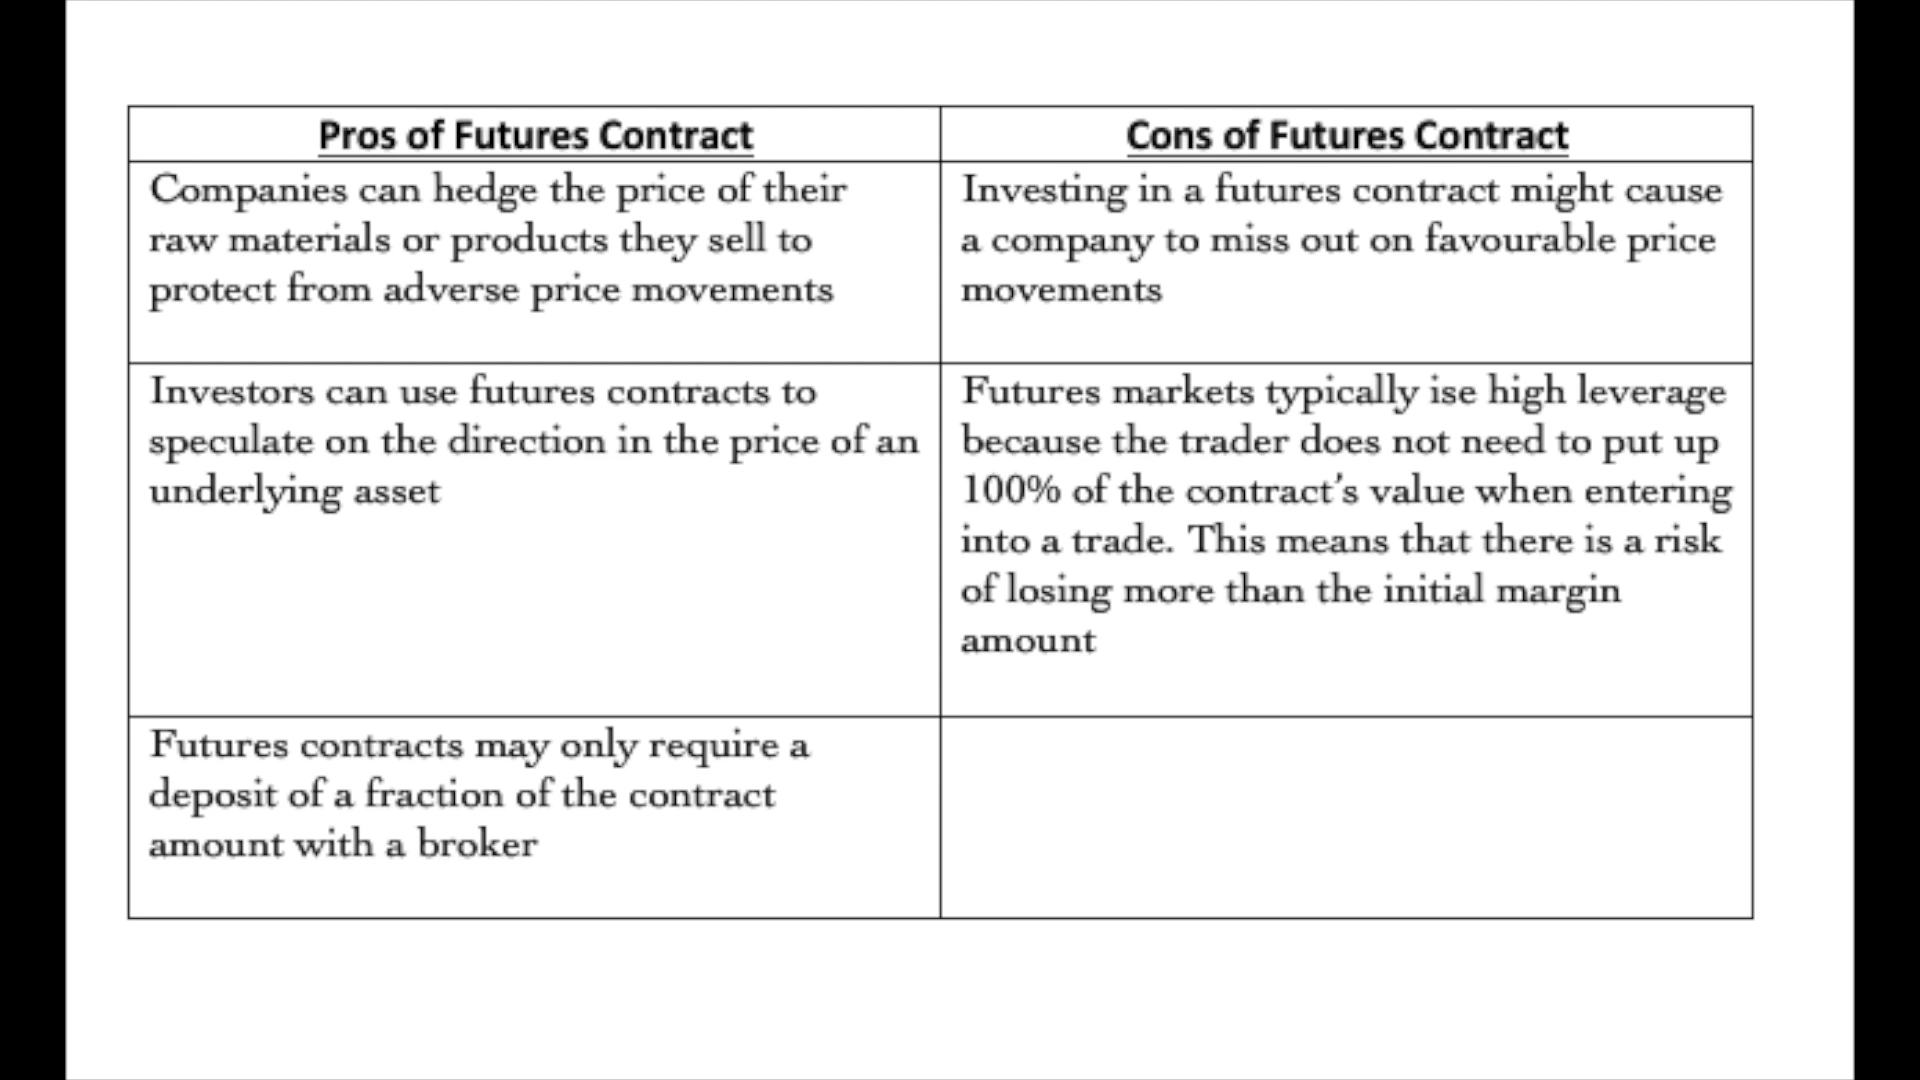 Pros of Futures Contract
Cons of Futures Contract
Companies can hedge the price of their
raw materials or products they sell to
protect from adverse price movements
Investing in a futures contract might cause
a company to miss out on favourable price
movements
Investors can use futures contracts to
speculate on the direction in the price of an
underlying asset
Futures markets typically ise high leverage
because the trader does not need to put up
100% of the contract's value when entering
into a trade. This means that there is a risk
of losing more than the initial margin
amount
Futures contracts may only require a
deposit of a fraction of the contract
amount with a broker